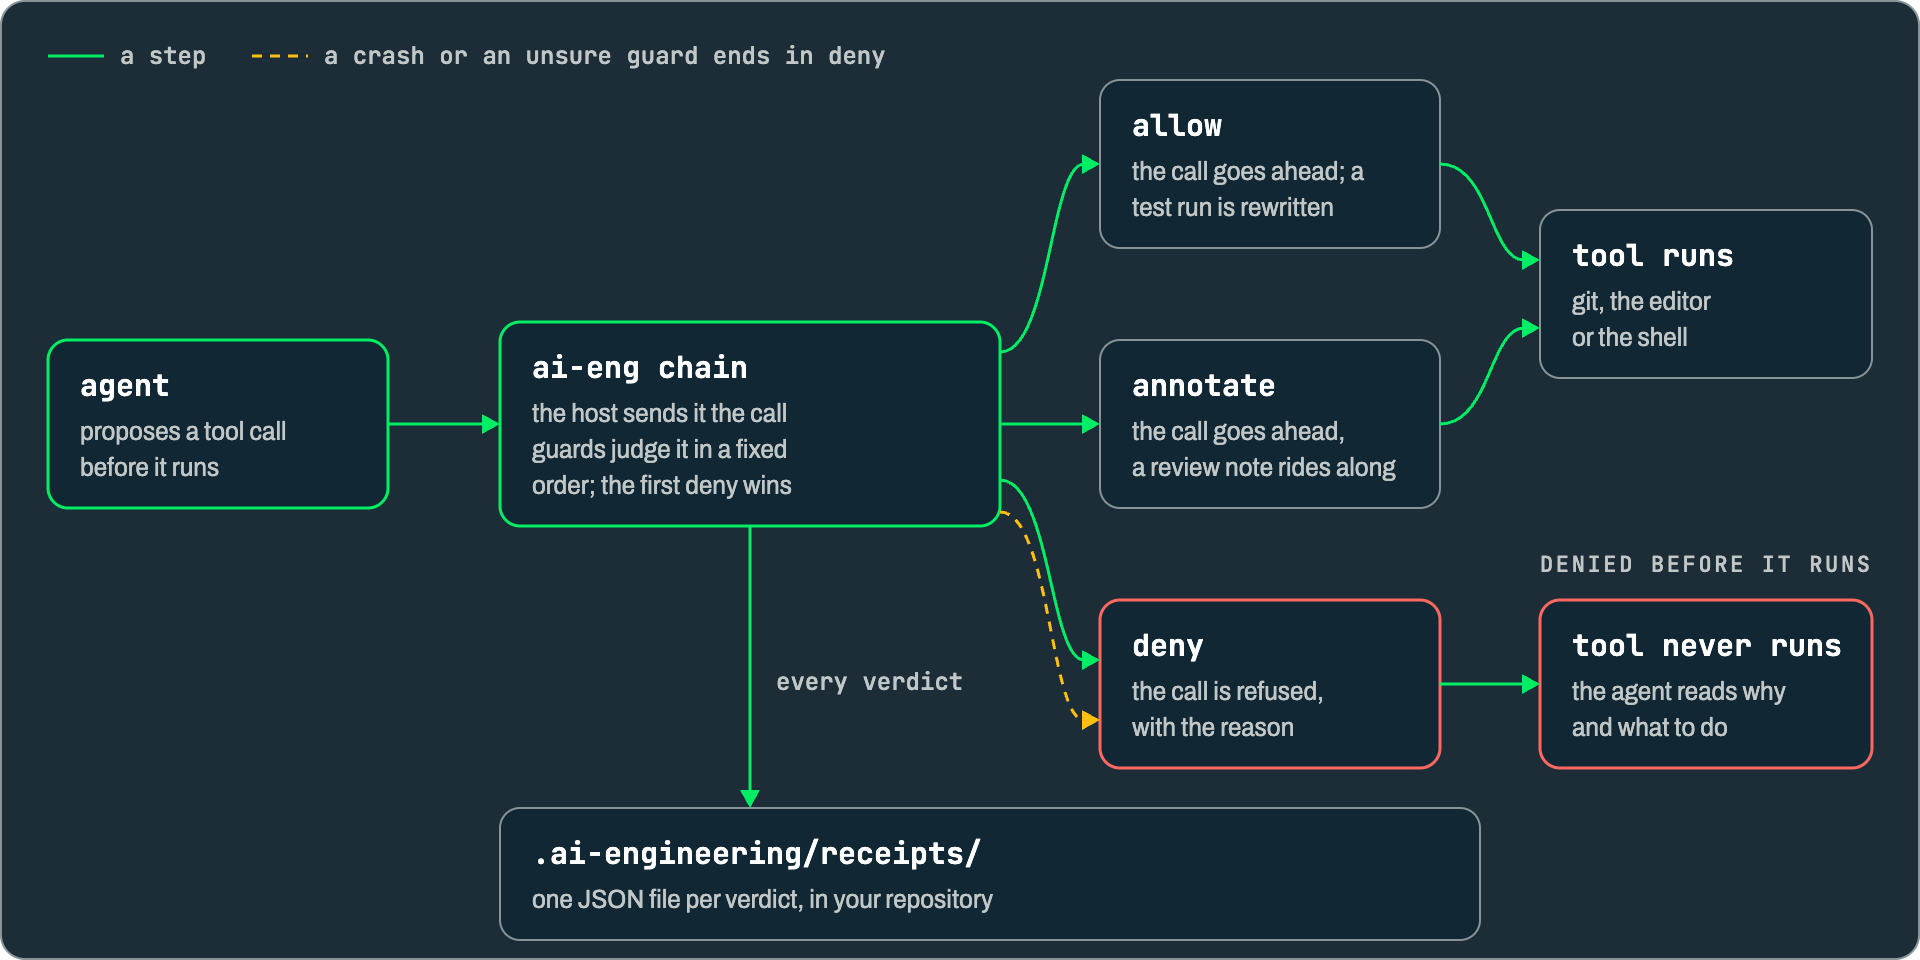 a step
a crash or an unsure guard ends in deny
agent
proposes a tool call
before it runs
ai-eng chain
the host sends it the call
guards judge it in a fixed
order; the first deny wins
allow
the call goes ahead; a
test run is rewritten
annotate
the call goes ahead,
a review note rides along
tool runs
git, the editor
or the shell
deny
the call is refused,
with the reason
DENIED BEFORE IT RUNS
tool never runs
the agent reads why
and what to do
every verdict
.ai-engineering/receipts/
one JSON file per verdict, in your repository